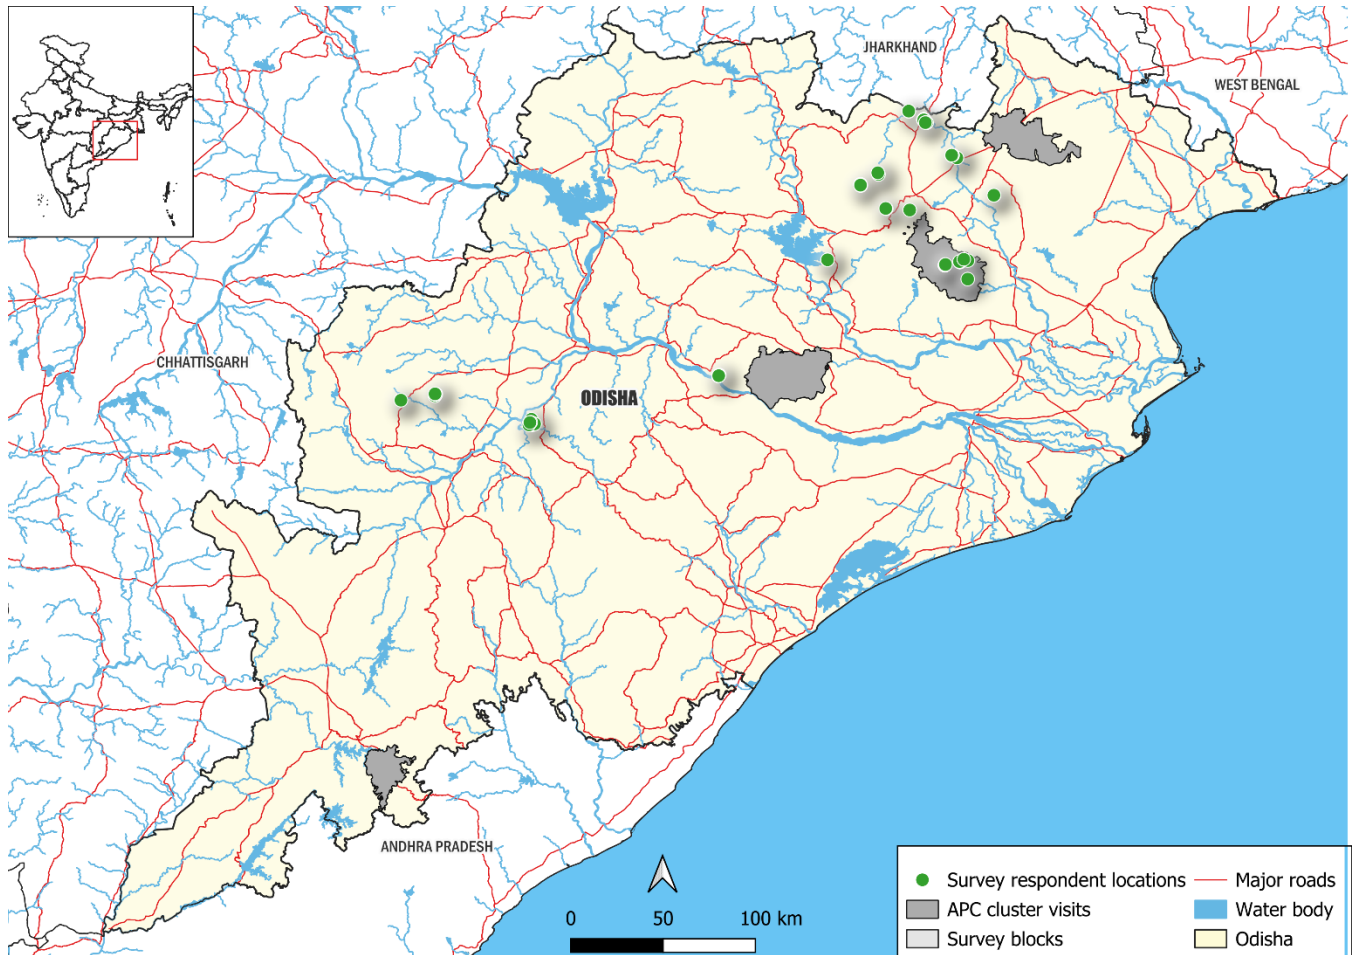 JHARKHAND
WEST BENGAL
CHHATTISGARH
ODISHA
ANDHRA PRADESH
0 50 100 km
Survey respondent locations
APC cluster visits
Survey blocks
Major roads
Water body
Odisha